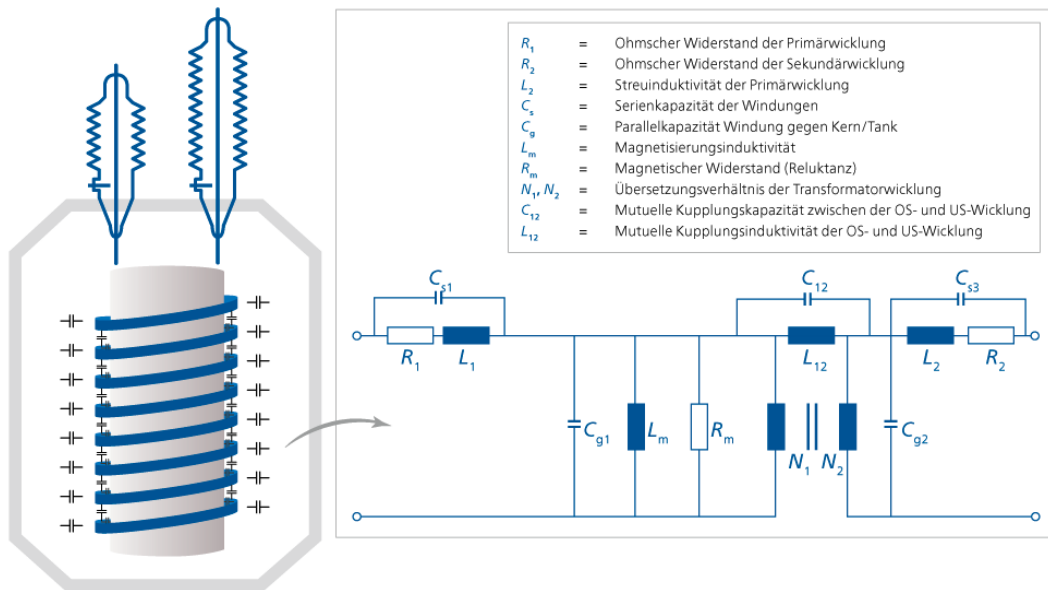 R1 = Ohmscher Widerstand der Primärwicklung
R2 = Ohmscher Widerstand der Sekundärwicklung
L2 = Streuinduktivität der Primärwicklung
Cs = Serienkapazität der Windungen
Cg = Parallelkapazität Windung gegen Kern/Tank
Lm = Magnetisierungsinduktivität
Rm = Magnetischer Widerstand (Reluktanz)
N1, N2 = Übersetzungsverhältnis der Transformatorwicklung
C12 = Mutuelle Kupplungskapazität zwischen der OS- und US-Wicklung
L12 = Mutuelle Kupplungsinduktivität der OS- und US-Wicklung
Cs1
C12
Cs3
R1
L1
L12
L2
R2
Cg1
Lm
Rm
N1
N2
Cg2